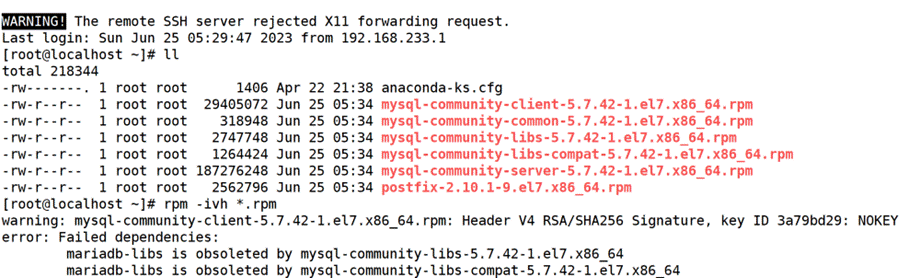 WARNING! The remote SSH server rejected X11 forwarding request.
Last login: Sun Jun 25 05:29:47 2023 from 192.168.233.1
[root@localhost ~]# ll
total 218344
-rw-------. 1 root root      1406 Apr 22 21:38 anaconda-ks.cfg
-rw-r--r--  1 root root  29405072 Jun 25 05:34 mysql-community-client-5.7.42-1.el7.x86_64.rpm
-rw-r--r--  1 root root    318948 Jun 25 05:34 mysql-community-common-5.7.42-1.el7.x86_64.rpm
-rw-r--r--  1 root root   2747748 Jun 25 05:34 mysql-community-libs-5.7.42-1.el7.x86_64.rpm
-rw-r--r--  1 root root   1264424 Jun 25 05:34 mysql-community-libs-compat-5.7.42-1.el7.x86_64.rpm
-rw-r--r--  1 root root 187276248 Jun 25 05:34 mysql-community-server-5.7.42-1.el7.x86_64.rpm
-rw-r--r--  1 root root   2562796 Jun 25 05:34 postfix-2.10.1-9.el7.x86_64.rpm
[root@localhost ~]# rpm -ivh *.rpm
warning: mysql-community-client-5.7.42-1.el7.x86_64.rpm: Header V4 RSA/SHA256 Signature, key ID 3a79bd29: NOKEY
error: Failed dependencies:
        mariadb-libs is obsoleted by mysql-community-libs-5.7.42-1.el7.x86_64
        mariadb-libs is obsoleted by mysql-community-libs-compat-5.7.42-1.el7.x86_64